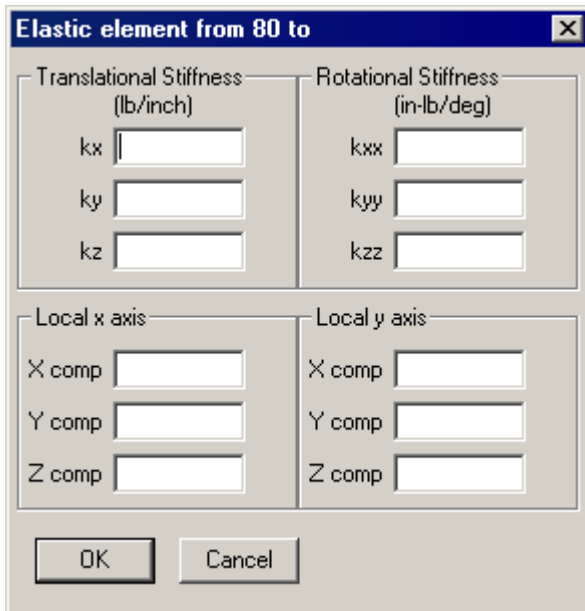 Elastic element from 80 to
Translational Stiffness
(lb/inch)
kx
ky
kz
Rotational Stiffness
(in-lb/deg)
kxx
kyy
kzz
Local x axis
X comp
Y comp
Z comp
Local y axis
X comp
Y comp
Z comp
OK
Cancel